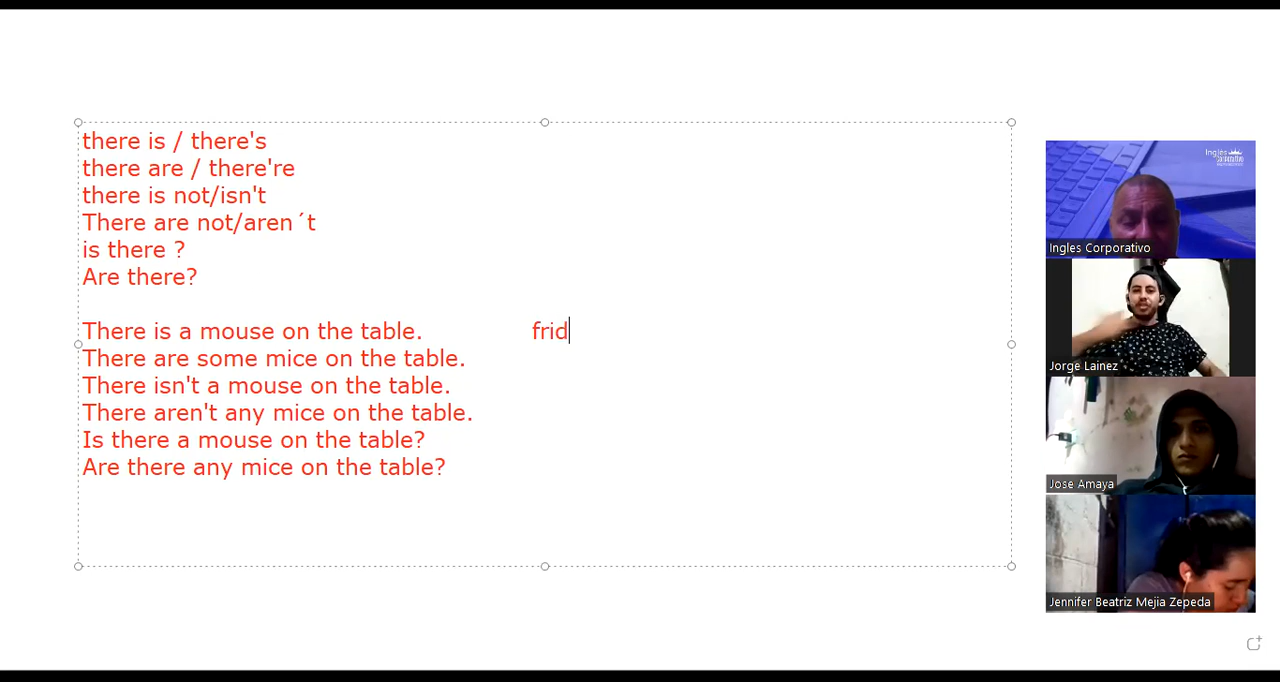 there is / there's
there are / there're
there is not/isn't
There are not/aren´t
is there ?
Are there?
There is a mouse on the table. frid
There are some mice on the table.
There isn't a mouse on the table.
There aren't any mice on the table.
Is there a mouse on the table?
Are there any mice on the table?
Ingles
Corporativo
Ingles Corporativo
Jorge Lainez
Jose Amaya
Jennifer Beatriz Mejia Zepeda